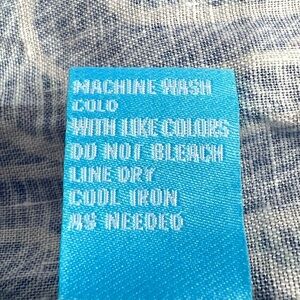 MACHINE WASH
COLD
WITH LIKE COLORS
DO NOT BLEACH
LINE DRY
COOL IRON
AS NEEDED